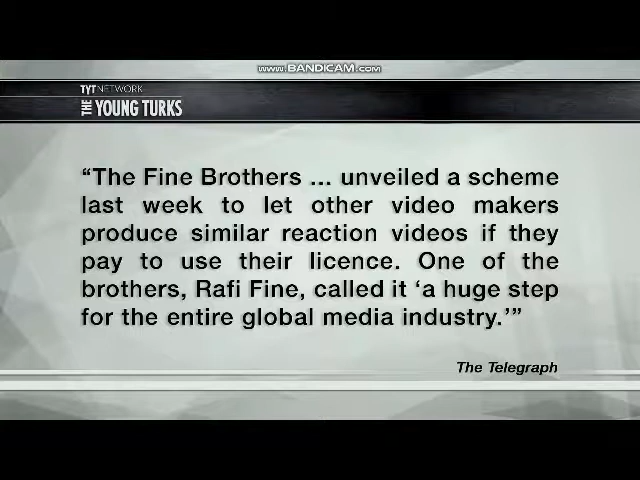 www.BANDICAM.com
TYT NETWORK
THE YOUNG TURKS
“The Fine Brothers ... unveiled a scheme
last week to let other video makers
produce similar reaction videos if they
pay to use their licence. One of the
brothers, Rafi Fine, called it ‘a huge step
for the entire global media industry.’”
The Telegraph